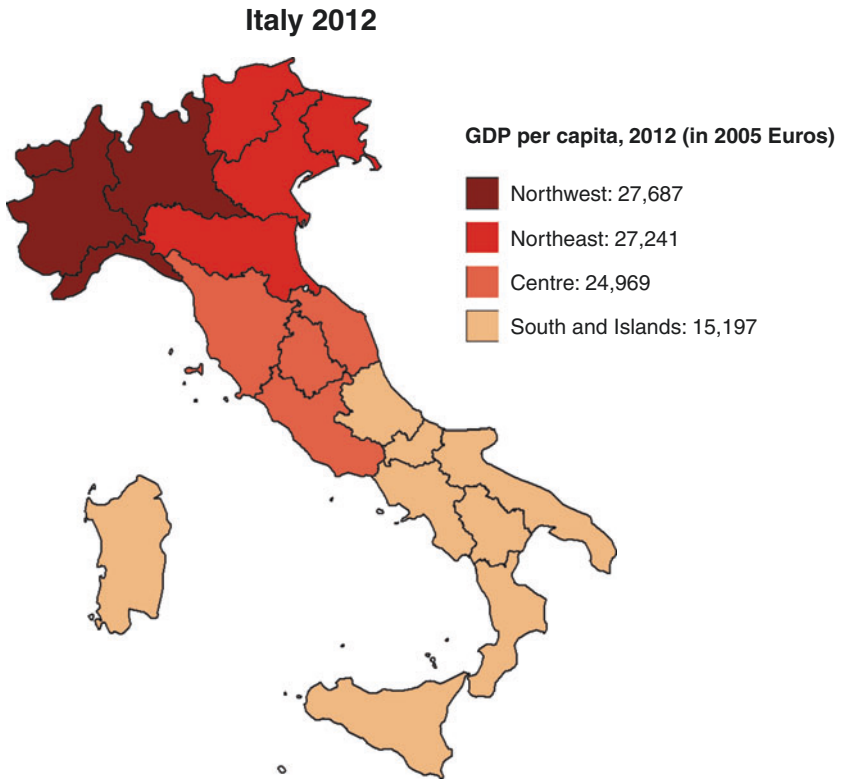 Italy 2012
GDP per capita, 2012 (in 2005 Euros)
Northwest: 27,687
Northeast: 27,241
Centre: 24,969
South and Islands: 15,197